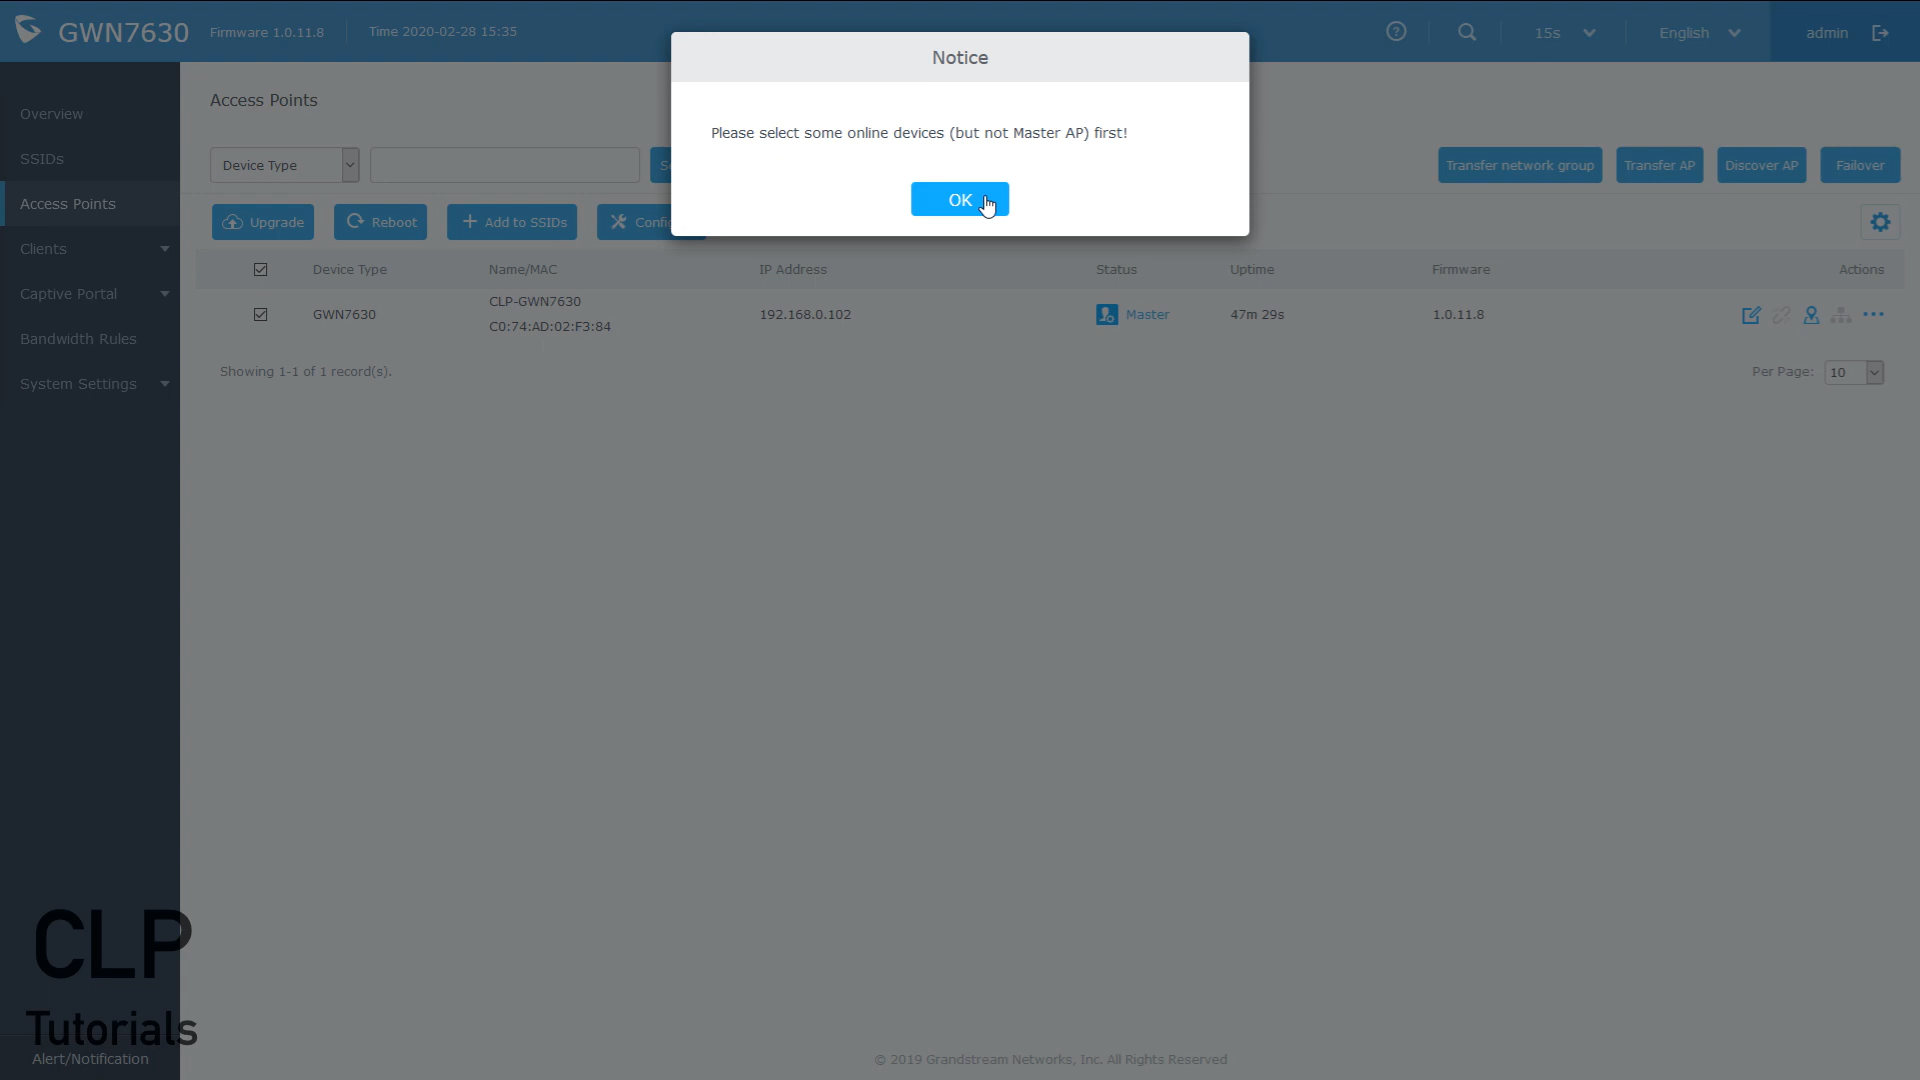 GWN7630 Firmware 1.0.11.8 Time 2020-02-28 15:35 15s English admin
Notice
Please select some online devices (but not Master AP) first!
OK
Overview
SSIDs
Access Points
Clients
Captive Portal
Bandwidth Rules
System Settings
Access Points
Device Type
Transfer network group Transfer AP Discover AP Failover
Upgrade Reboot Add to SSIDs
Device Type Name/MAC IP Address Status Uptime Firmware Actions
GWN7630 CLP-GWN7630 192.168.0.102 Master 47m 29s 1.0.11.8
C0:74:AD:02:F3:84
Showing 1-1 of 1 record(s). Per Page: 10
CLP
Tutorials
Alert/Notification
© 2019 Grandstream Networks, Inc. All Rights Reserved